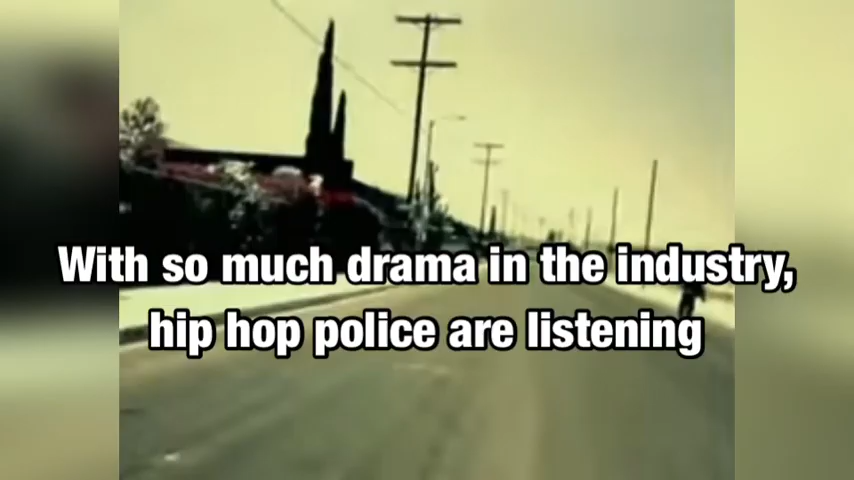 With so much drama in the industry,
hip hop police are listening